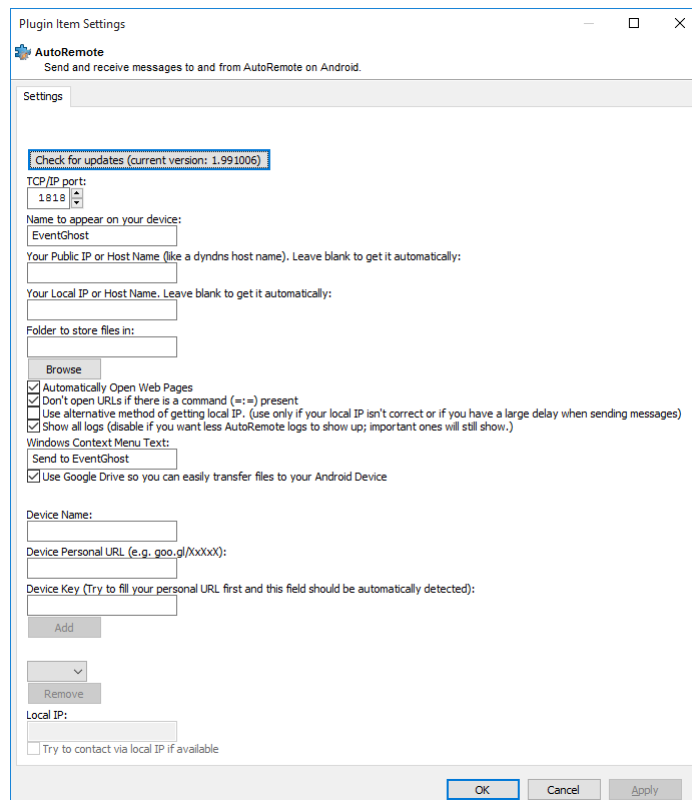 Plugin Item Settings
AutoRemote
Send and receive messages to and from AutoRemote on Android.
Settings
Check for updates (current version: 1.991006)
TCP/IP port:
1818
Name to appear on your device:
EventGhost
Your Public IP or Host Name (like a dyndns host name). Leave blank to get it automatically:
Your Local IP or Host Name. Leave blank to get it automatically:
Folder to store files in:
Browse
Automatically Open Web Pages
Don't open URLs if there is a command (=:=) present
Use alternative method of getting local IP. (use only if your local IP isn't correct or if you have a large delay when sending messages)
Show all logs (disable if you want less AutoRemote logs to show up; important ones will still show.)
Windows Context Menu Text:
Send to EventGhost
Use Google Drive so you can easily transfer files to your Android Device
Device Name:
Device Personal URL (e.g. goo.gl/XxXxX):
Device Key (Try to fill your personal URL first and this field should be automatically detected):
Add
Remove
Local IP:
Try to contact via local IP if available
OK Cancel Apply